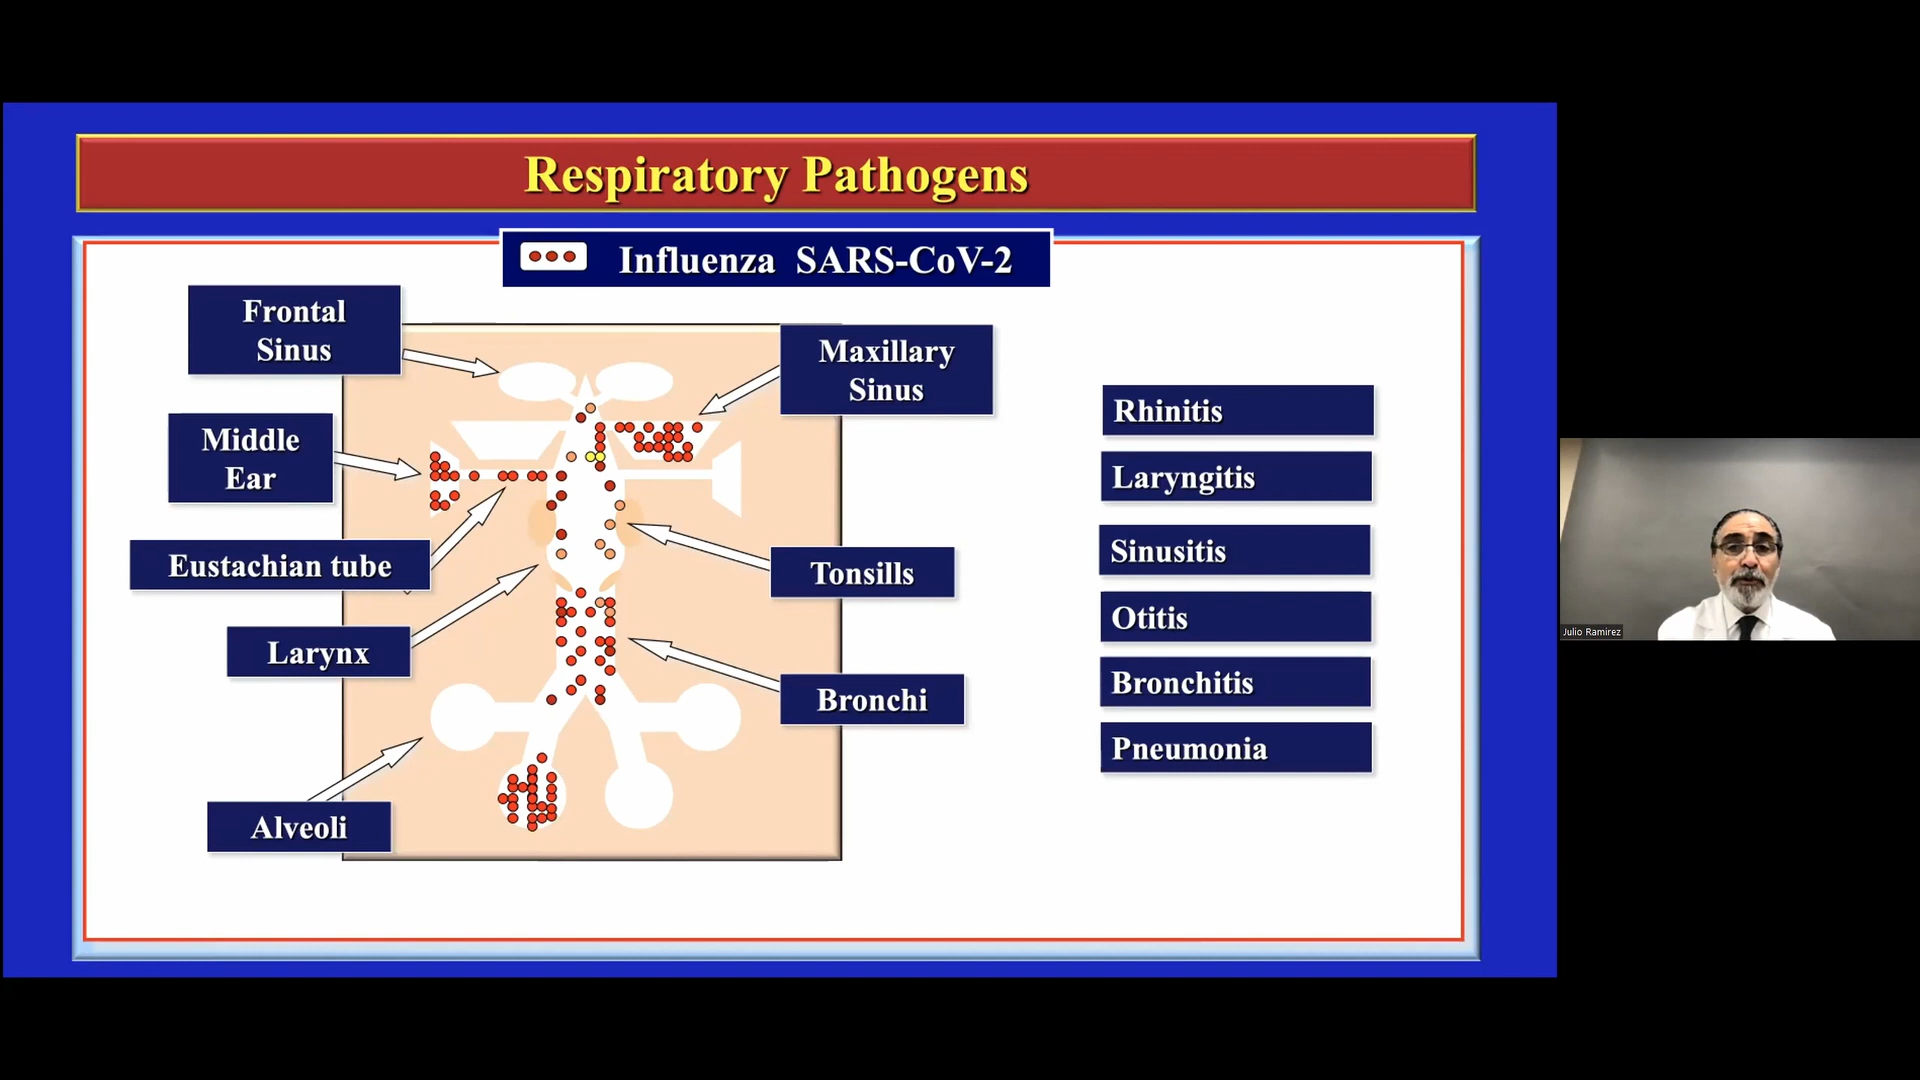 Respiratory Pathogens
Influenza SARS-CoV-2
Frontal
Sinus
Maxillary
Sinus
Middle
Ear
Eustachian tube
Tonsills
Larynx
Bronchi
Alveoli
Rhinitis
Laryngitis
Sinusitis
Otitis
Bronchitis
Pneumonia
Julio Ramirez